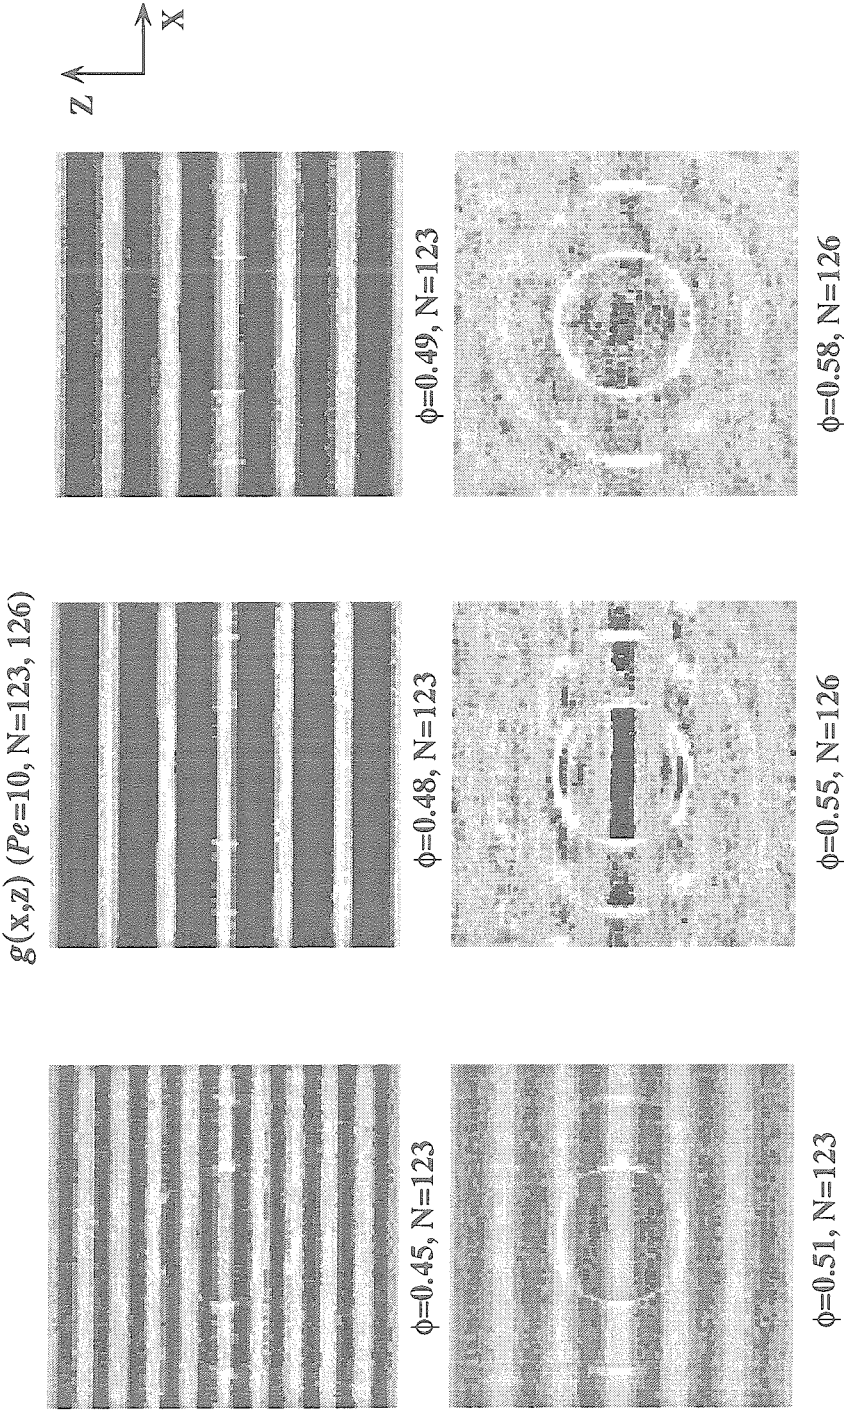 g(x,z) (Pe=10, N=123, 126)
z
x
ϕ=0.45, N=123
ϕ=0.48, N=123
ϕ=0.49, N=123
ϕ=0.51, N=123
ϕ=0.55, N=126
ϕ=0.58, N=126